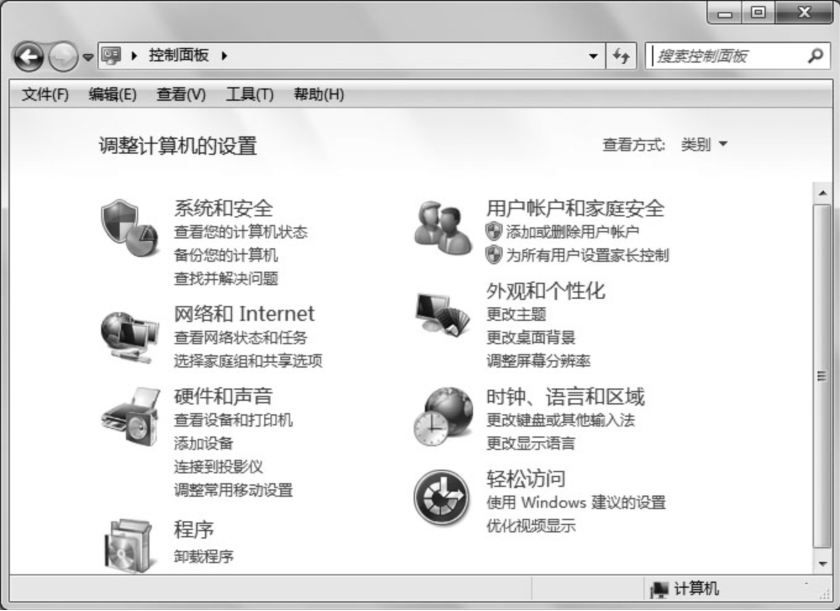 控制面板
搜索控制面板
文件(F) 编辑(E) 查看(V) 工具(T) 帮助(H)
调整计算机的设置
查看方式: 类别
系统和安全
查看您的计算机状态
备份您的计算机
查找并解决问题
网络和 Internet
查看网络状态和任务
选择家庭组和共享选项
硬件和声音
查看设备和打印机
添加设备
连接到投影仪
调整常用移动设置
程序
卸载程序
用户帐户和家庭安全
添加或删除用户帐户
为所有用户设置家长控制
外观和个性化
更改主题
更改桌面背景
调整屏幕分辨率
时钟、语言和区域
更改键盘或其他输入法
更改显示语言
轻松访问
使用 Windows 建议的设置
优化视频显示
计算机